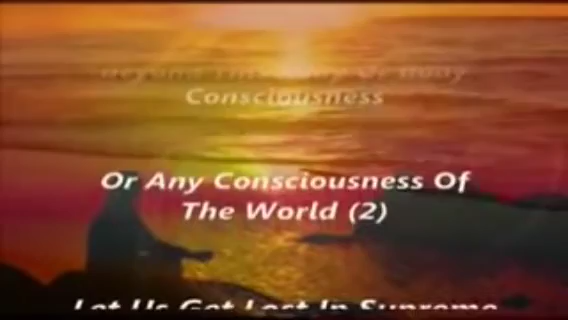 Consciousness
Or Any Consciousness Of
The World (2)
Let Us Get Lost In Supreme